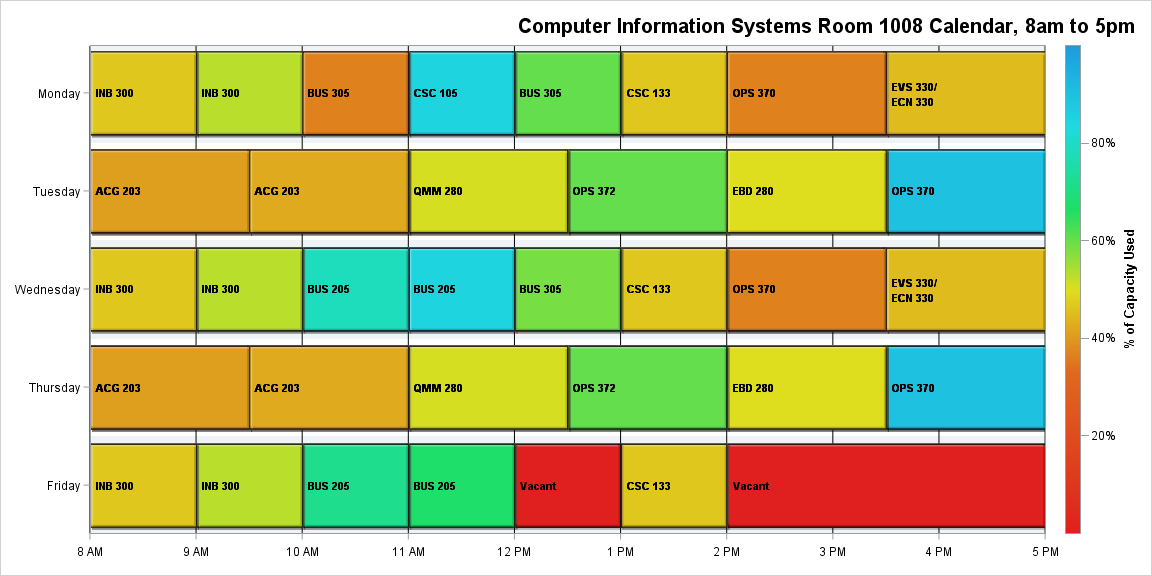 Computer Information Systems Room 1008 Calendar, 8am to 5pm
Monday
INB 300
INB 300
BUS 305
CSC 105
BUS 305
CSC 133
OPS 370
EVS 330/
ECN 330
Tuesday
ACG 203
ACG 203
QMM 280
OPS 372
EBD 280
OPS 370
Wednesday
INB 300
INB 300
BUS 205
BUS 205
BUS 305
CSC 133
OPS 370
EVS 330/
ECN 330
Thursday
ACG 203
ACG 203
QMM 280
OPS 372
EBD 280
OPS 370
Friday
INB 300
INB 300
BUS 205
BUS 205
Vacant
CSC 133
Vacant
8 AM
9 AM
10 AM
11 AM
12 PM
1 PM
2 PM
3 PM
4 PM
5 PM
80%
60%
40%
20%
% of Capacity Used